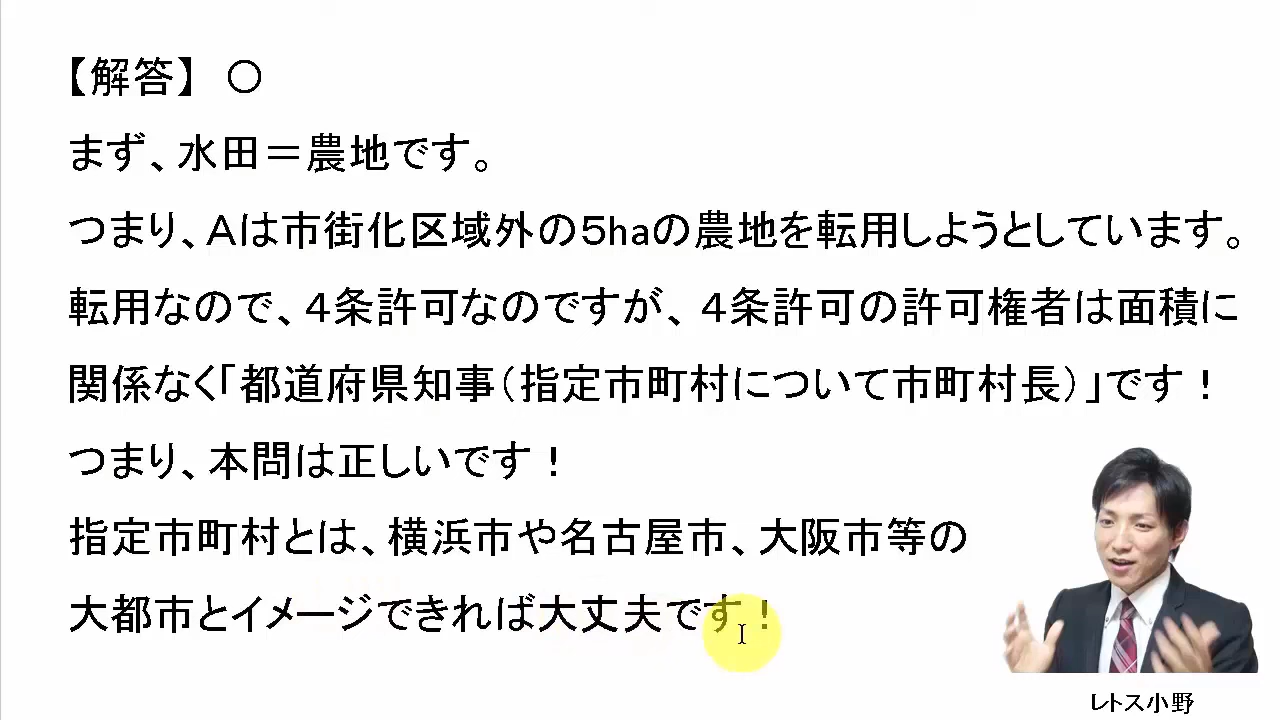 【解答】 ○
まず、水田＝農地です。
つまり、Aは市街化区域外の5haの農地を転用しようとしています。
転用なので、4条許可なのですが、4条許可の許可権者は面積に
関係なく「都道府県知事（指定市町村について市町村長）」です！
つまり、本問は正しいです！
指定市町村とは、横浜市や名古屋市、大阪市等の
大都市とイメージできれば大丈夫です！
レトス小野